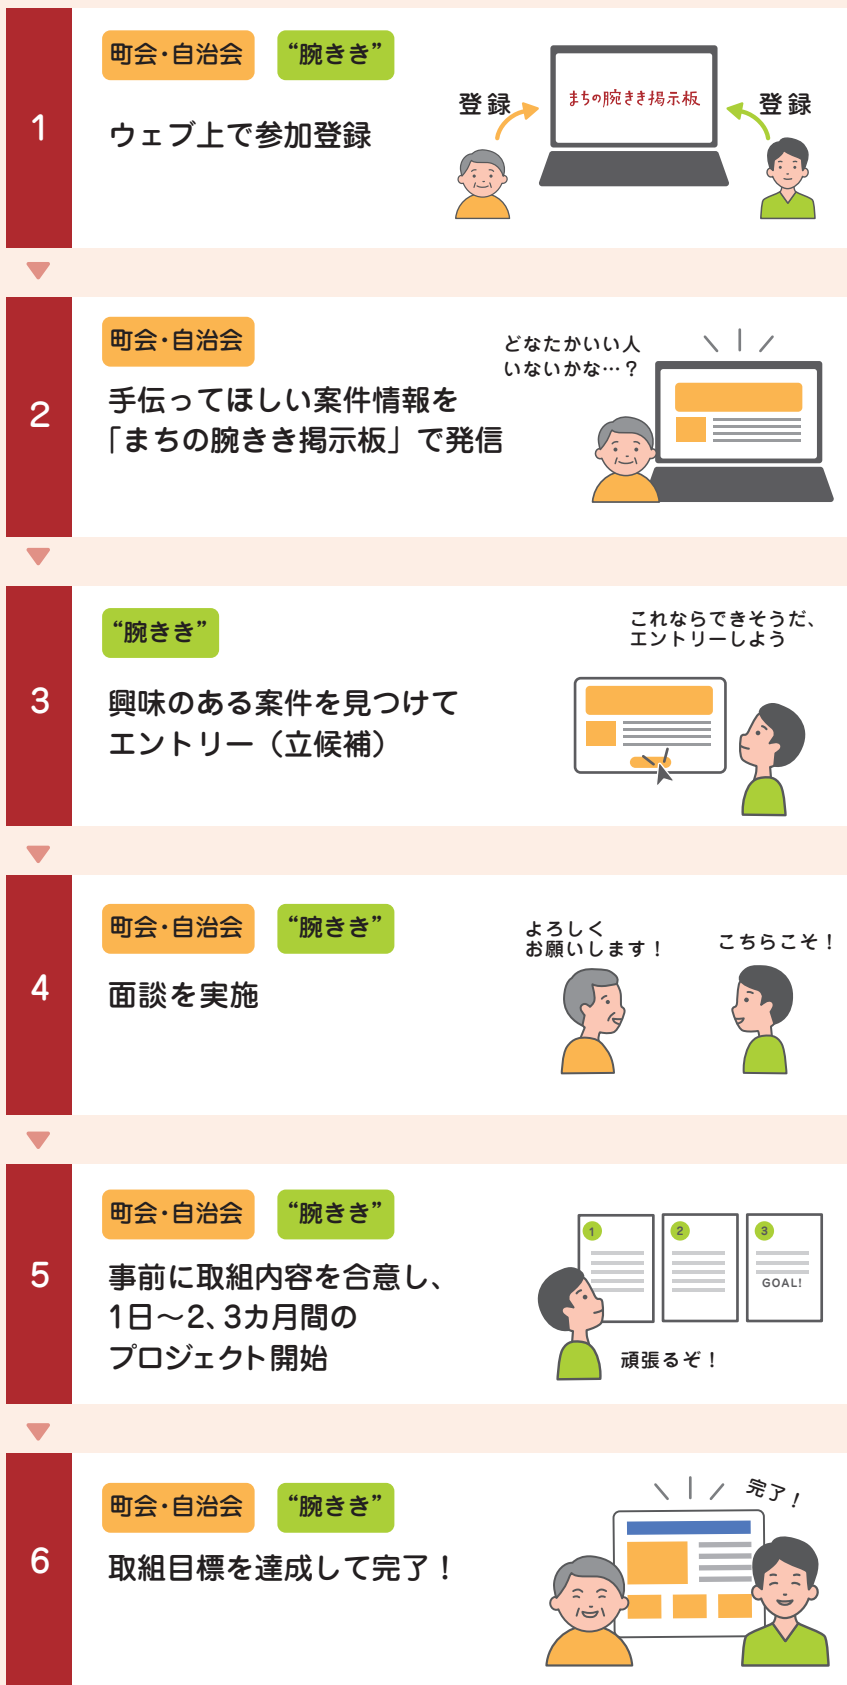 1
町会・自治会
“腕きき”
ウェブ上で参加登録
登録
まちの腕きき掲示板
登録
2
町会・自治会
手伝ってほしい案件情報を
「まちの腕きき掲示板」で発信
どなたかいい人
いないかな…？
3
“腕きき”
興味のある案件を見つけて
エントリー（立候補）
これならできそうだ、
エントリーしよう
4
町会・自治会
“腕きき”
面談を実施
よろしく
お願いします！
こちらこそ！
5
町会・自治会
“腕きき”
事前に取組内容を合意し、
1日～2、3カ月間の
プロジェクト開始
1
2
3
GOAL!
頑張るぞ！
6
町会・自治会
“腕きき”
取組目標を達成して完了！
完了！